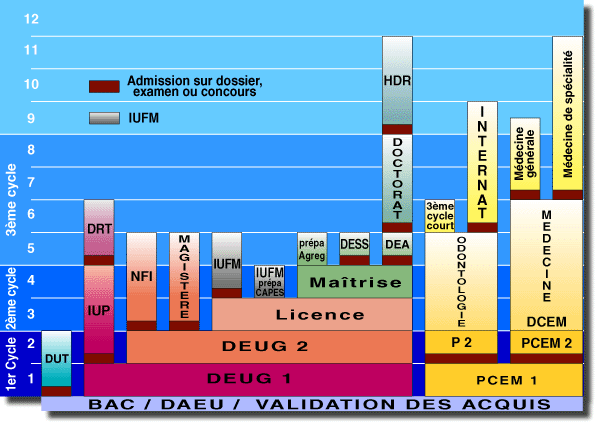 12
11
10
9
8
7
6
5
4
3
2
1
3ème cycle
2ème cycle
1er Cycle
Admission sur dossier,
examen ou concours
IUFM
HDR
DOCTORAT
INTERNAT
Médecine
générale
Médecine de spécialité
3ème
cycle
court
DRT
NFI
MAGISTERE
IUFM
prépa
Agreg
DESS
DEA
ODONTOLOGIE
MEDECINE
DCEM
IUFM
prépa
CAPES
Maîtrise
IUP
Licence
DUT
DEUG 2
P 2
PCEM 2
DEUG 1
PCEM 1
BAC / DAEU / VALIDATION DES ACQUIS